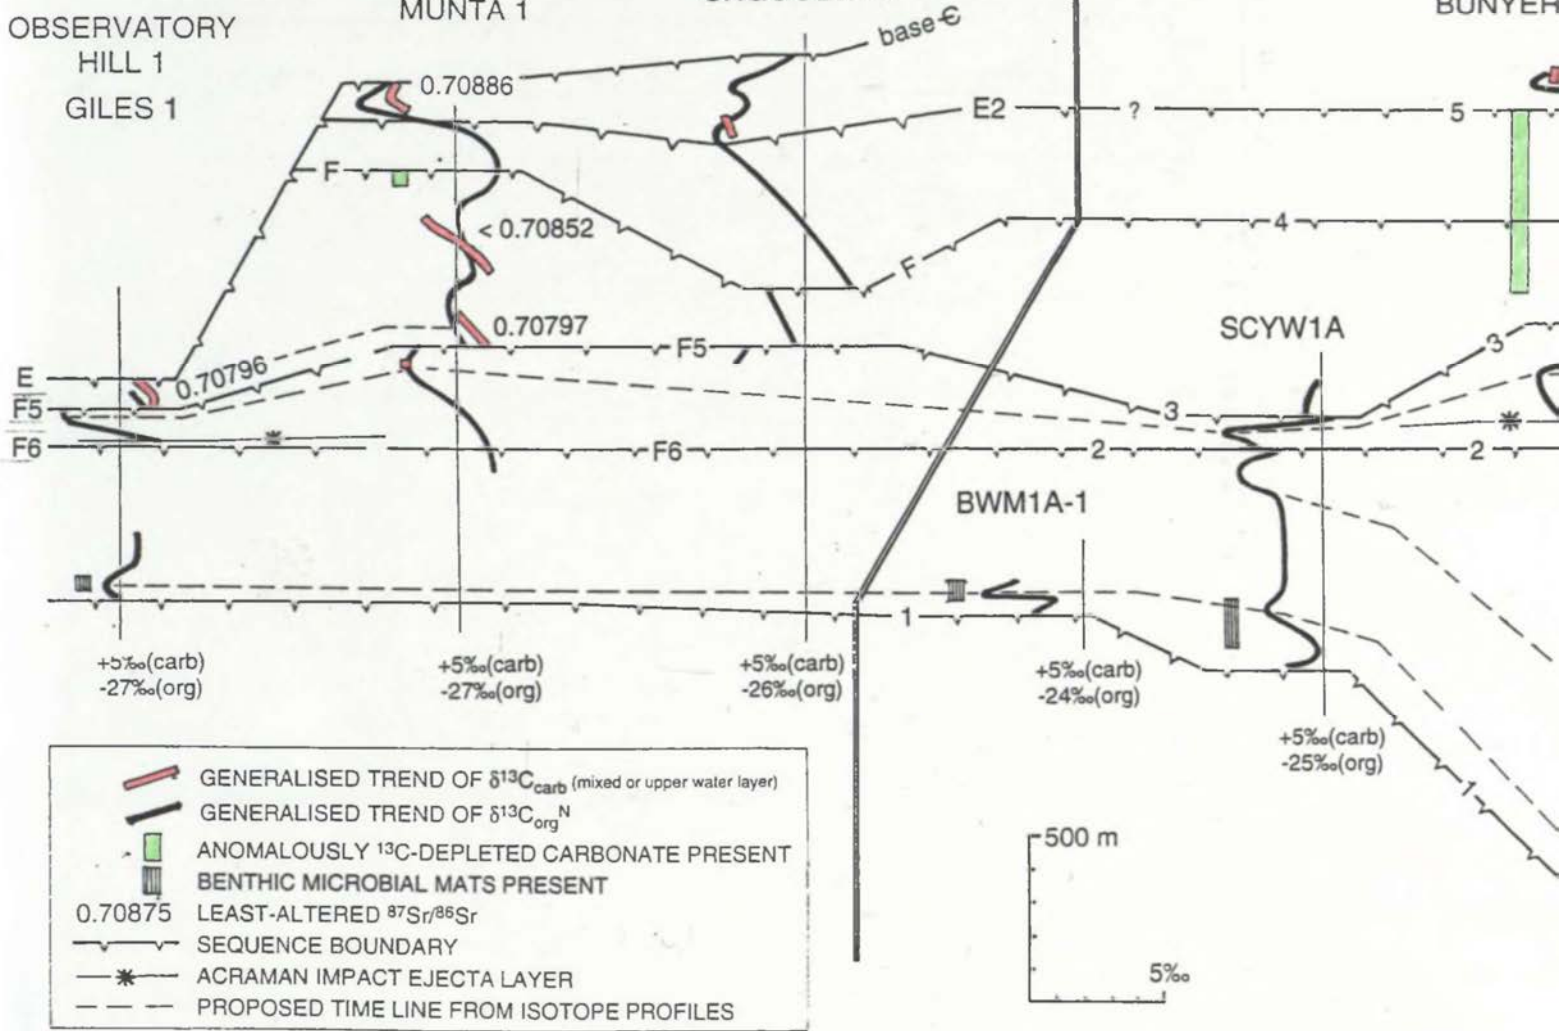 OBSERVATORY
HILL 1
GILES 1
MUNTA 1
base-Є
0.70886
E2
?
5
F
< 0.70852
4
F
0.70797
SCYW1A
F5
3
E
0.70796
F5
3
F6
F6
2
2
BWM1A-1
1
+5‰(carb)
-27‰(org)
+5‰(carb)
-27‰(org)
+5‰(carb)
-26‰(org)
+5‰(carb)
-24‰(org)
+5‰(carb)
-25‰(org)
1
GENERALISED TREND OF δ¹³Ccarb (mixed or upper water layer)
GENERALISED TREND OF δ¹³CorgN
ANOMALOUSLY ¹³C-DEPLETED CARBONATE PRESENT
BENTHIC MICROBIAL MATS PRESENT
0.70875 LEAST-ALTERED ⁸⁷Sr/⁸⁶Sr
SEQUENCE BOUNDARY
ACRAMAN IMPACT EJECTA LAYER
PROPOSED TIME LINE FROM ISOTOPE PROFILES
500 m
5‰